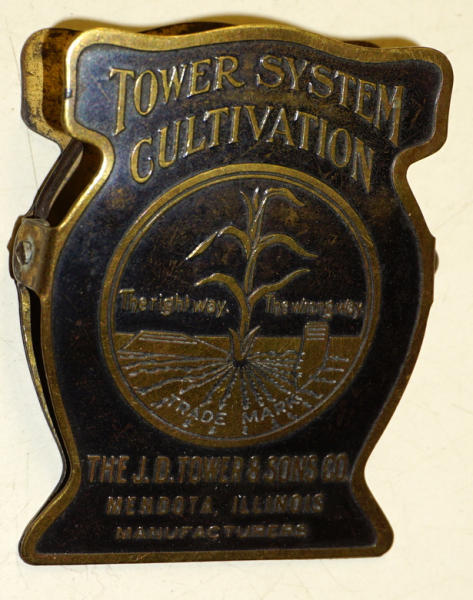 TOWER SYSTEM
CULTIVATION
The right way. The wrong way.
TRADE MARK
THE J. D. TOWER & SONS CO.
MENDOTA, ILLINOIS
MANUFACTURERS